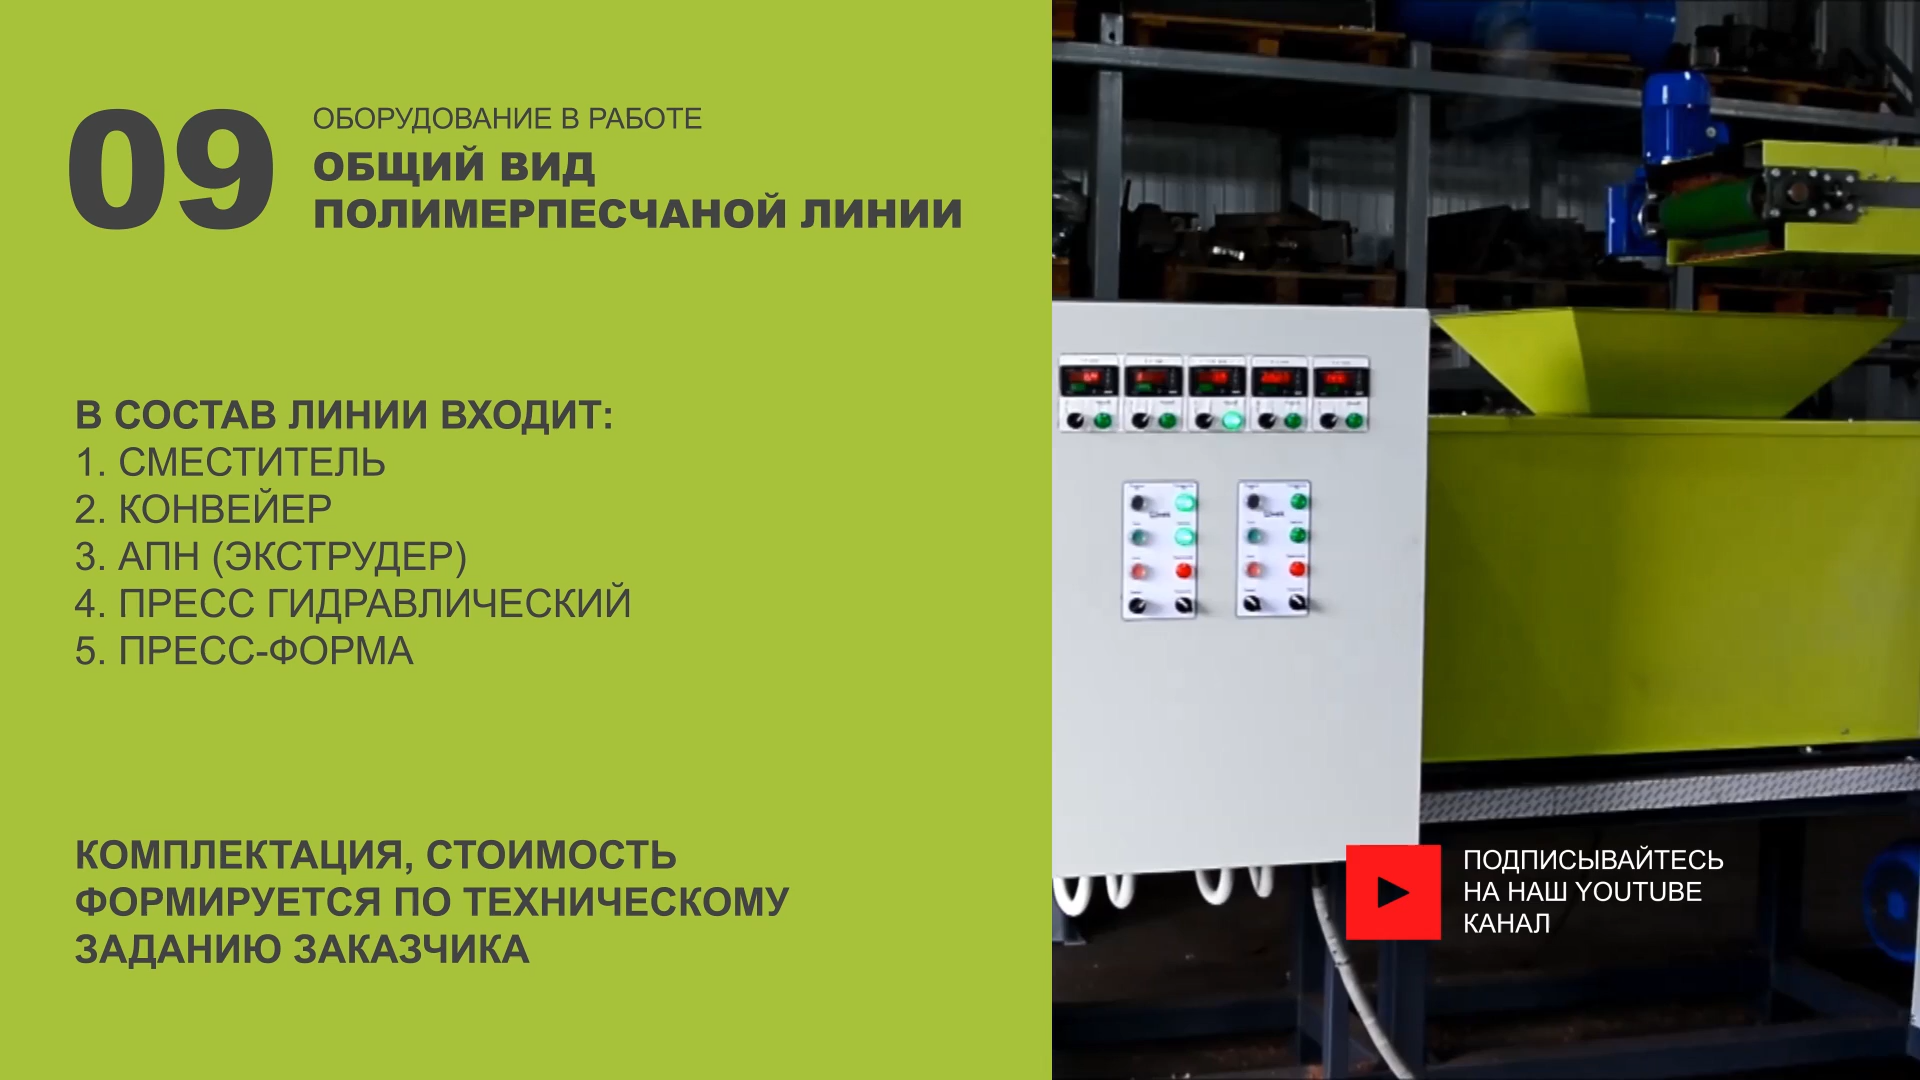 09
ОБОРУДОВАНИЕ В РАБОТЕ
ОБЩИЙ ВИД
ПОЛИМЕРПЕСЧАНОЙ ЛИНИИ
В СОСТАВ ЛИНИИ ВХОДИТ:
1. СМЕСТИТЕЛЬ
2. КОНВЕЙЕР
3. АПН (ЭКСТРУДЕР)
4. ПРЕСС ГИДРАВЛИЧЕСКИЙ
5. ПРЕСС-ФОРМА
КОМПЛЕКТАЦИЯ, СТОИМОСТЬ
ФОРМИРУЕТСЯ ПО ТЕХНИЧЕСКОМУ
ЗАДАНИЮ ЗАКАЗЧИКА
ПОДПИСЫВАЙТЕСЬ
НА НАШ YOUTUBE
КАНАЛ